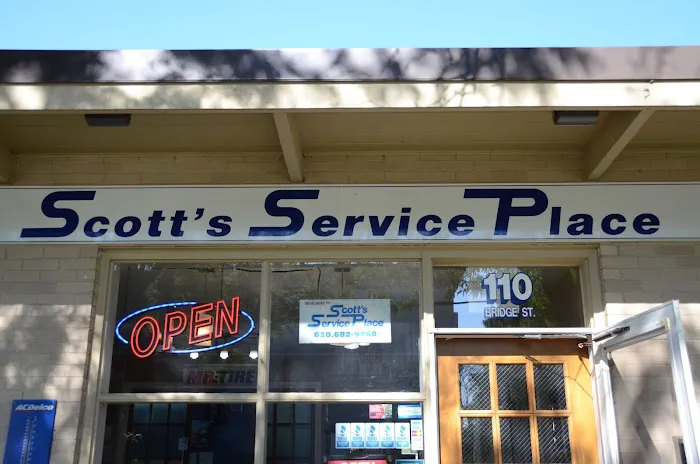 Scott's Service Place
110
BRIDGE ST.
OPEN
Scott's
Service Place
ACDelco